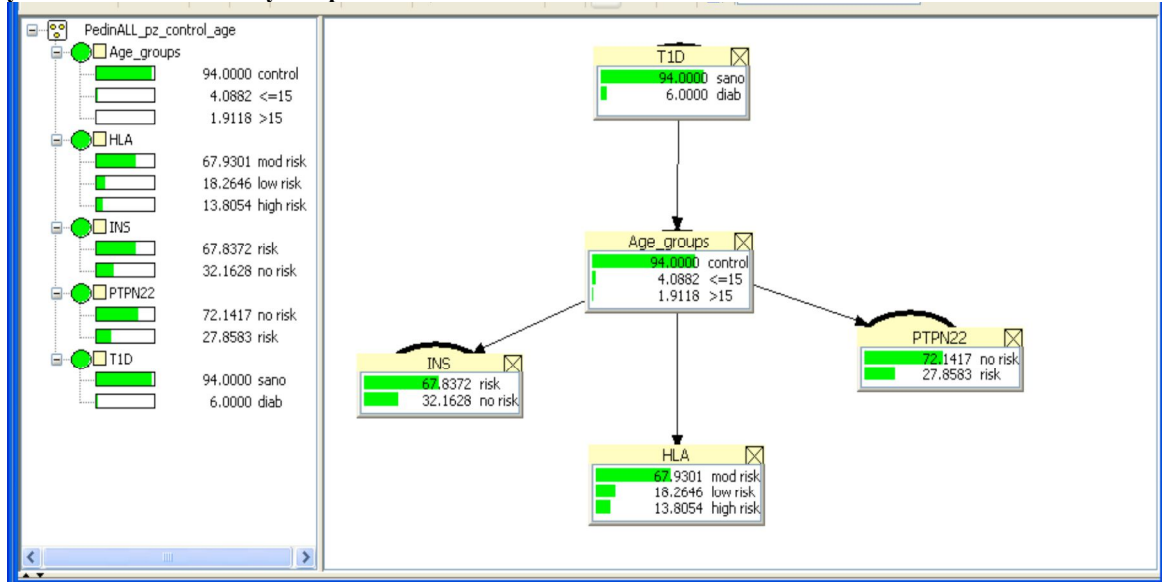 PedinALL_pz_control_age
Age_groups
94.0000 control
4.0882 <=15
1.9118 >15
HLA
67.9301 mod risk
18.2646 low risk
13.8054 high risk
INS
67.8372 risk
32.1628 no risk
PTPN22
72.1417 no risk
27.8583 risk
T1D
94.0000 sano
6.0000 diab
T1D
94.0000 sano
6.0000 diab
Age_groups
94.0000 control
4.0882 <=15
1.9118 >15
PTPN22
72.1417 no risk
27.8583 risk
INS
67.8372 risk
32.1628 no risk
HLA
67.9301 mod risk
18.2646 low risk
13.8054 high risk